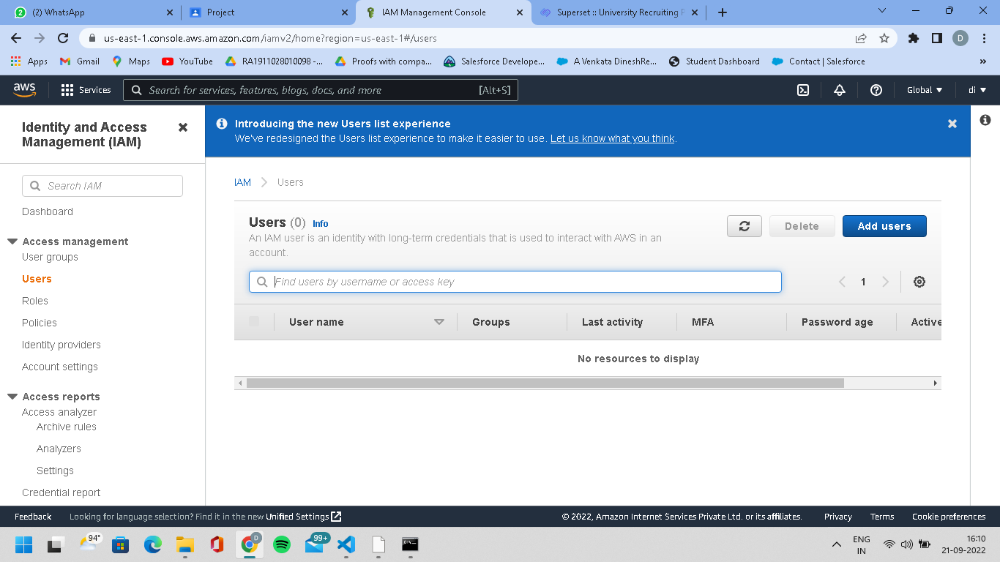 (2) WhatsApp
Project
IAM Management Console
Superset :: University Recruiting P
us-east-1.console.aws.amazon.com/iamv2/home?region=us-east-1#/users
D
Apps
Gmail
Maps
YouTube
RA1911028010098 -...
Proofs with compa...
Salesforce Develope...
A Venkata DineshRe...
Student Dashboard
Contact | Salesforce
»
aws
Services
Search for services, features, blogs, docs, and more
[Alt+S]
Global
di
Identity and Access
Management (IAM)
Search IAM
Dashboard
Access management
User groups
Users
Roles
Policies
Identity providers
Account settings
Access reports
Access analyzer
Archive rules
Analyzers
Settings
Credential report
Introducing the new Users list experience
We've redesigned the Users list experience to make it easier to use. Let us know what you think.
IAM
Users
Users (0) Info
An IAM user is an identity with long-term credentials that is used to interact with AWS in an
account.
Delete
Add users
Find users by username or access key
1
User name
Groups
Last activity
MFA
Password age
Active
No resources to display
Feedback
Looking for language selection? Find it in the new Unified Settings
© 2022, Amazon Internet Services Private Ltd. or its affiliates.
Privacy
Terms
Cookie preferences
94°
D
99+
ENG
IN
16:10
21-09-2022